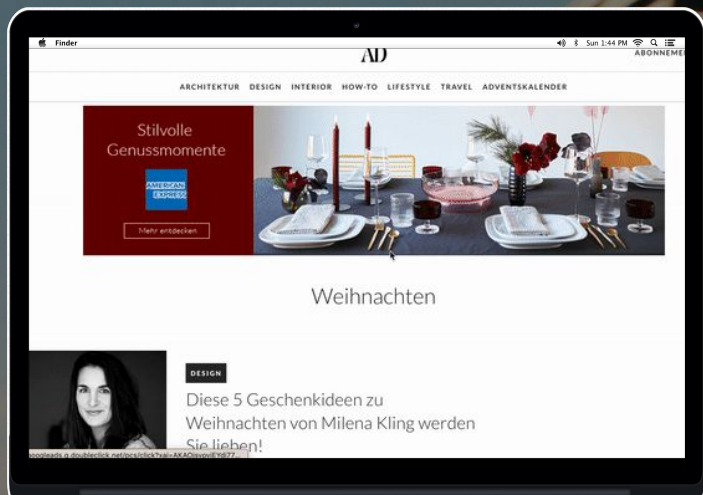 Finder
Sun 1:44 PM
AD
ABONNEME
ARCHITEKTUR DESIGN INTERIOR HOW-TO LIFESTYLE TRAVEL ADVENTSKALENDER
Stilvolle
Genussmomente
AMERICAN
EXPRESS
Mehr entdecken
Weihnachten
DESIGN
Diese 5 Geschenkideen zu
Weihnachten von Milena Kling werden
Sie lieben!